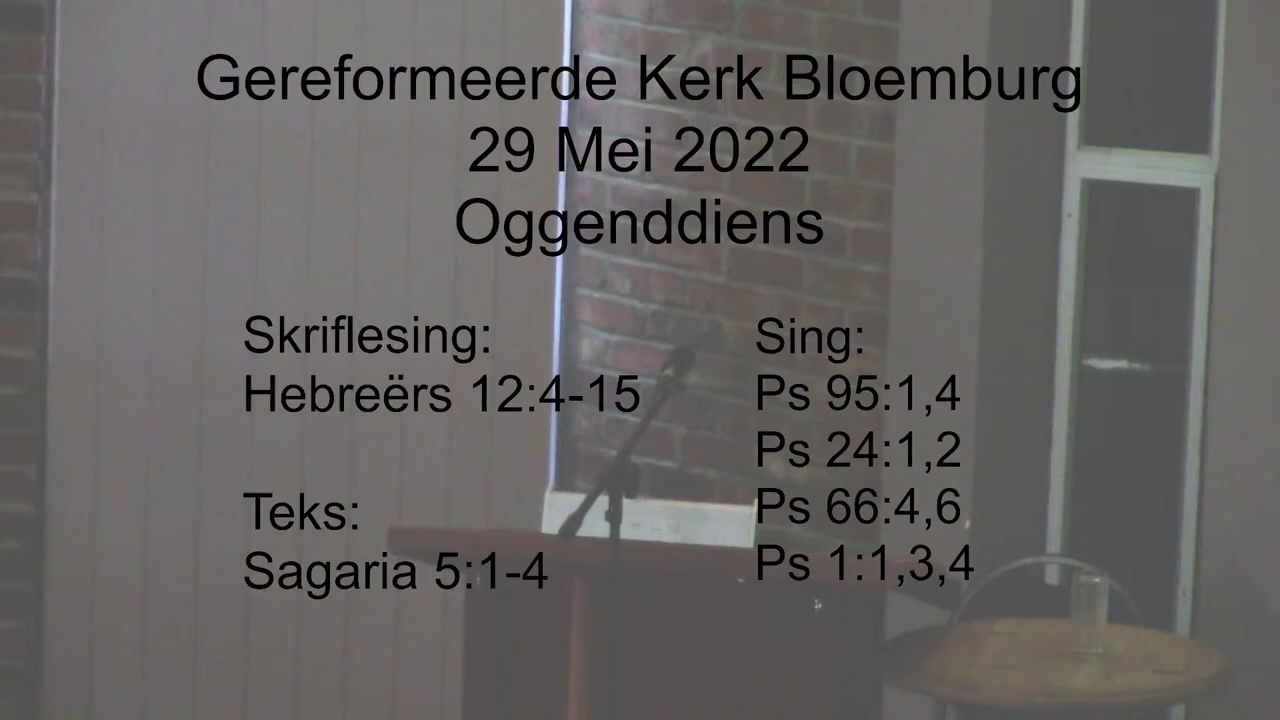 Gereformeerde Kerk Bloemburg
29 Mei 2022
Oggenddiens
Skriflesing:
Hebreërs 12:4-15
Teks:
Sagaria 5:1-4
Sing:
Ps 95:1,4
Ps 24:1,2
Ps 66:4,6
Ps 1:1,3,4